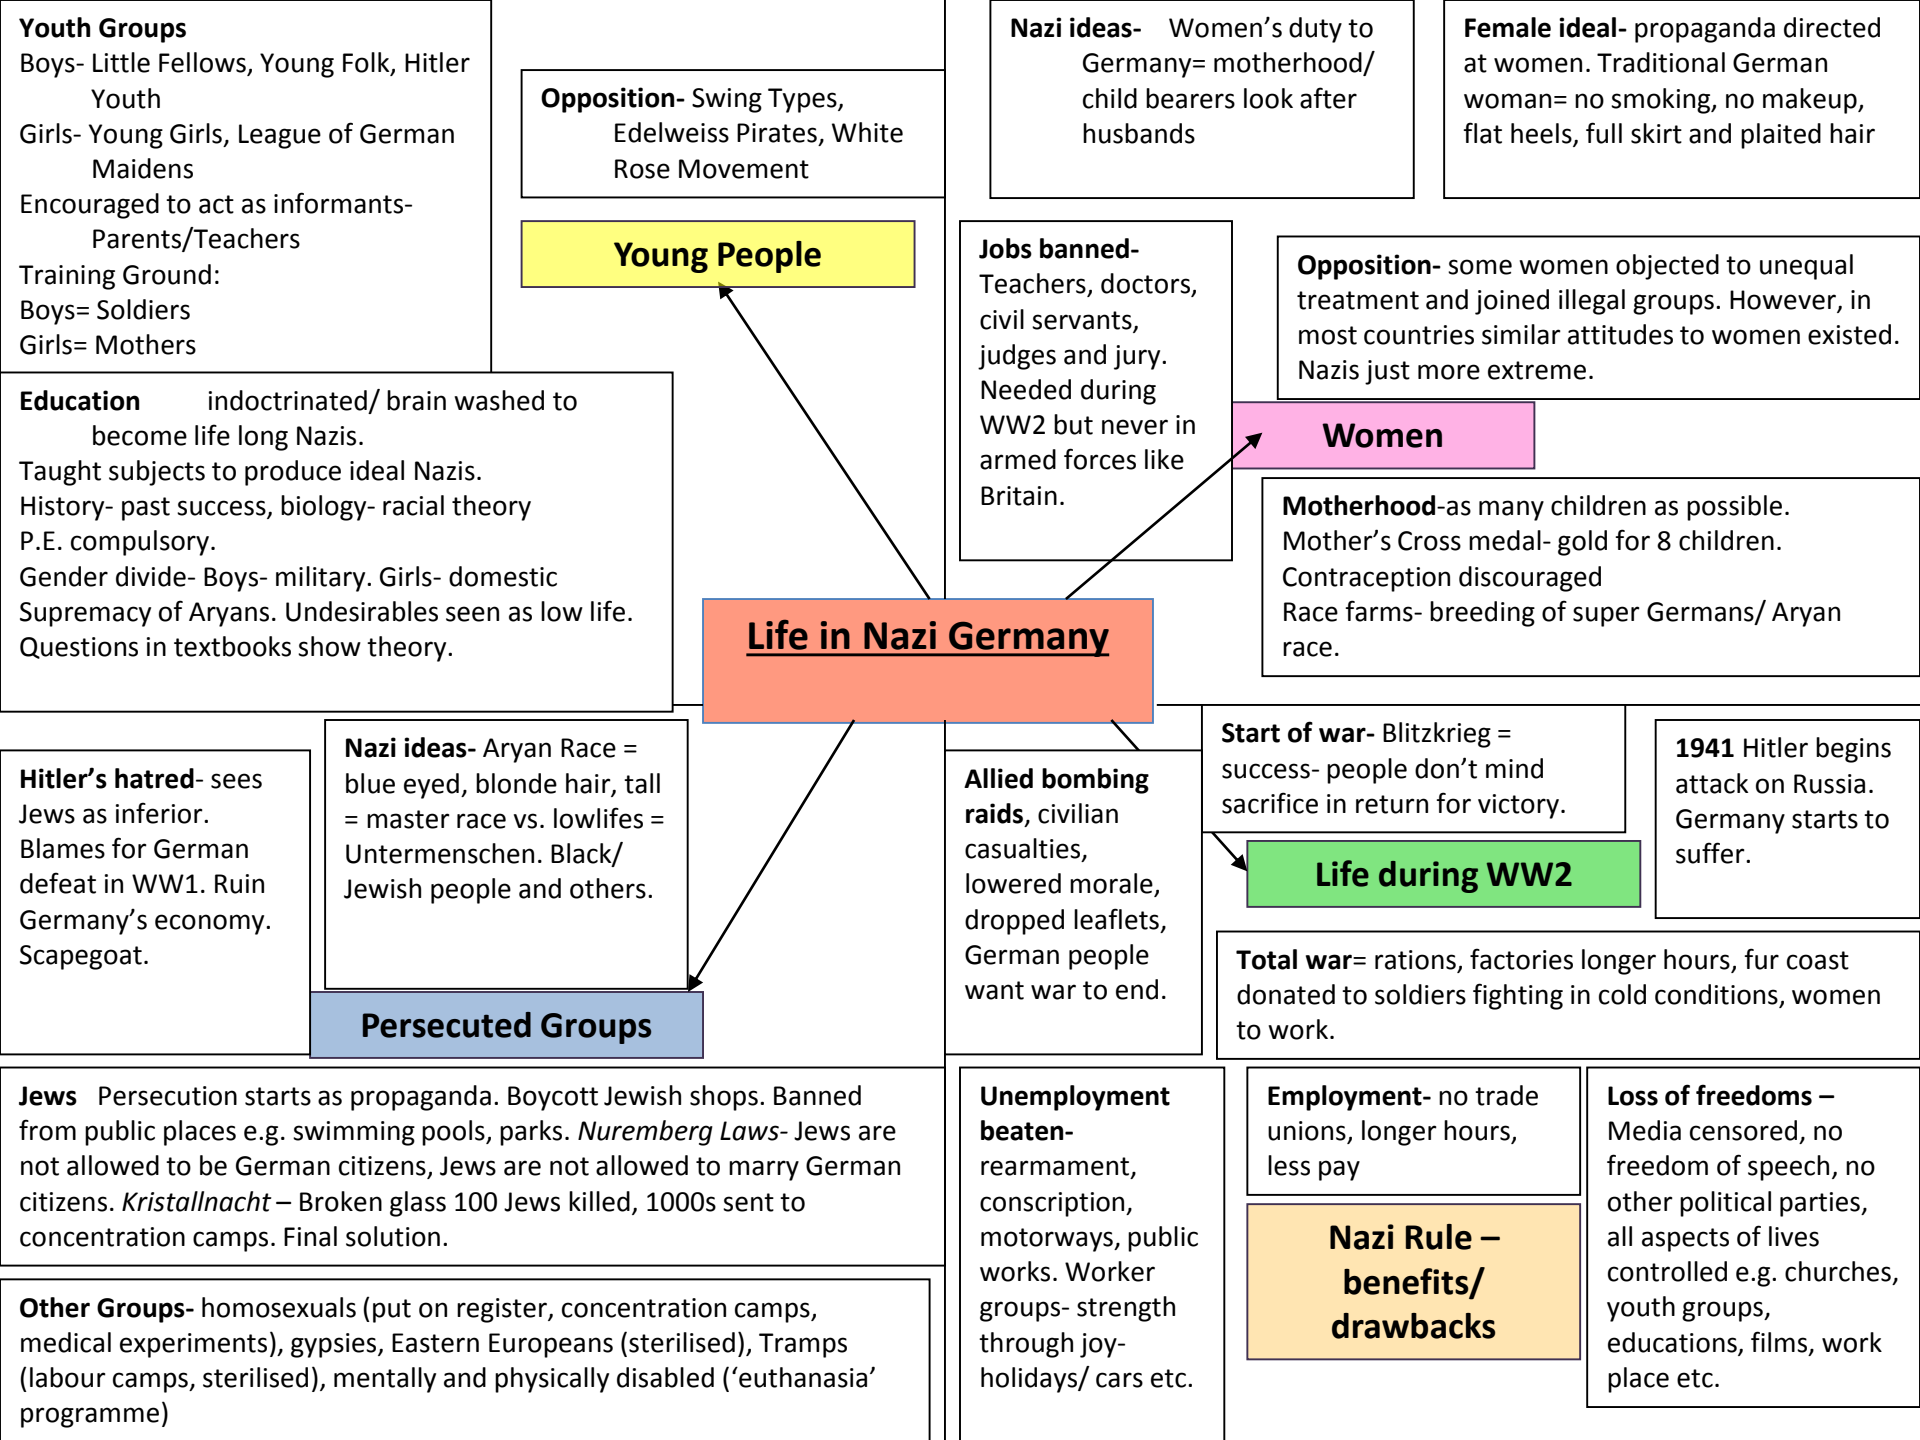 Youth Groups
Boys- Little Fellows, Young Folk, Hitler
Youth
Girls- Young Girls, League of German
Maidens
Encouraged to act as informants-
Parents/Teachers
Training Ground:
Boys= Soldiers
Girls= Mothers
Opposition- Swing Types,
Edelweiss Pirates, White
Rose Movement
Young People
Education indoctrinated/ brain washed to
become life long Nazis.
Taught subjects to produce ideal Nazis.
History- past success, biology- racial theory
P.E. compulsory.
Gender divide- Boys- military. Girls- domestic
Supremacy of Aryans. Undesirables seen as low life.
Questions in textbooks show theory.
Nazi ideas- Women’s duty to
Germany= motherhood/
child bearers look after
husbands
Female ideal- propaganda directed
at women. Traditional German
woman= no smoking, no makeup,
flat heels, full skirt and plaited hair
Jobs banned-
Teachers, doctors,
civil servants,
judges and jury.
Needed during
WW2 but never in
armed forces like
Britain.
Opposition- some women objected to unequal
treatment and joined illegal groups. However, in
most countries similar attitudes to women existed.
Nazis just more extreme.
Women
Motherhood-as many children as possible.
Mother’s Cross medal- gold for 8 children.
Contraception discouraged
Race farms- breeding of super Germans/ Aryan
race.
Life in Nazi Germany
Hitler’s hatred- sees
Jews as inferior.
Blames for German
defeat in WW1. Ruin
Germany’s economy.
Scapegoat.
Nazi ideas- Aryan Race =
blue eyed, blonde hair, tall
= master race vs. lowlifes =
Untermenschen. Black/
Jewish people and others.
Persecuted Groups
Jews Persecution starts as propaganda. Boycott Jewish shops. Banned
from public places e.g. swimming pools, parks. Nuremberg Laws- Jews are
not allowed to be German citizens, Jews are not allowed to marry German
citizens. Kristallnacht – Broken glass 100 Jews killed, 1000s sent to
concentration camps. Final solution.
Other Groups- homosexuals (put on register, concentration camps,
medical experiments), gypsies, Eastern Europeans (sterilised), Tramps
(labour camps, sterilised), mentally and physically disabled (‘euthanasia’
programme)
Allied bombing
raids, civilian
casualties,
lowered morale,
dropped leaflets,
German people
want war to end.
Start of war- Blitzkrieg =
success- people don’t mind
sacrifice in return for victory.
1941 Hitler begins
attack on Russia.
Germany starts to
suffer.
Life during WW2
Total war= rations, factories longer hours, fur coast
donated to soldiers fighting in cold conditions, women
to work.
Unemployment
beaten-
rearmament,
conscription,
motorways, public
works. Worker
groups- strength
through joy-
holidays/ cars etc.
Employment- no trade
unions, longer hours,
less pay
Nazi Rule –
benefits/
drawbacks
Loss of freedoms –
Media censored, no
freedom of speech, no
other political parties,
all aspects of lives
controlled e.g. churches,
youth groups,
educations, films, work
place etc.